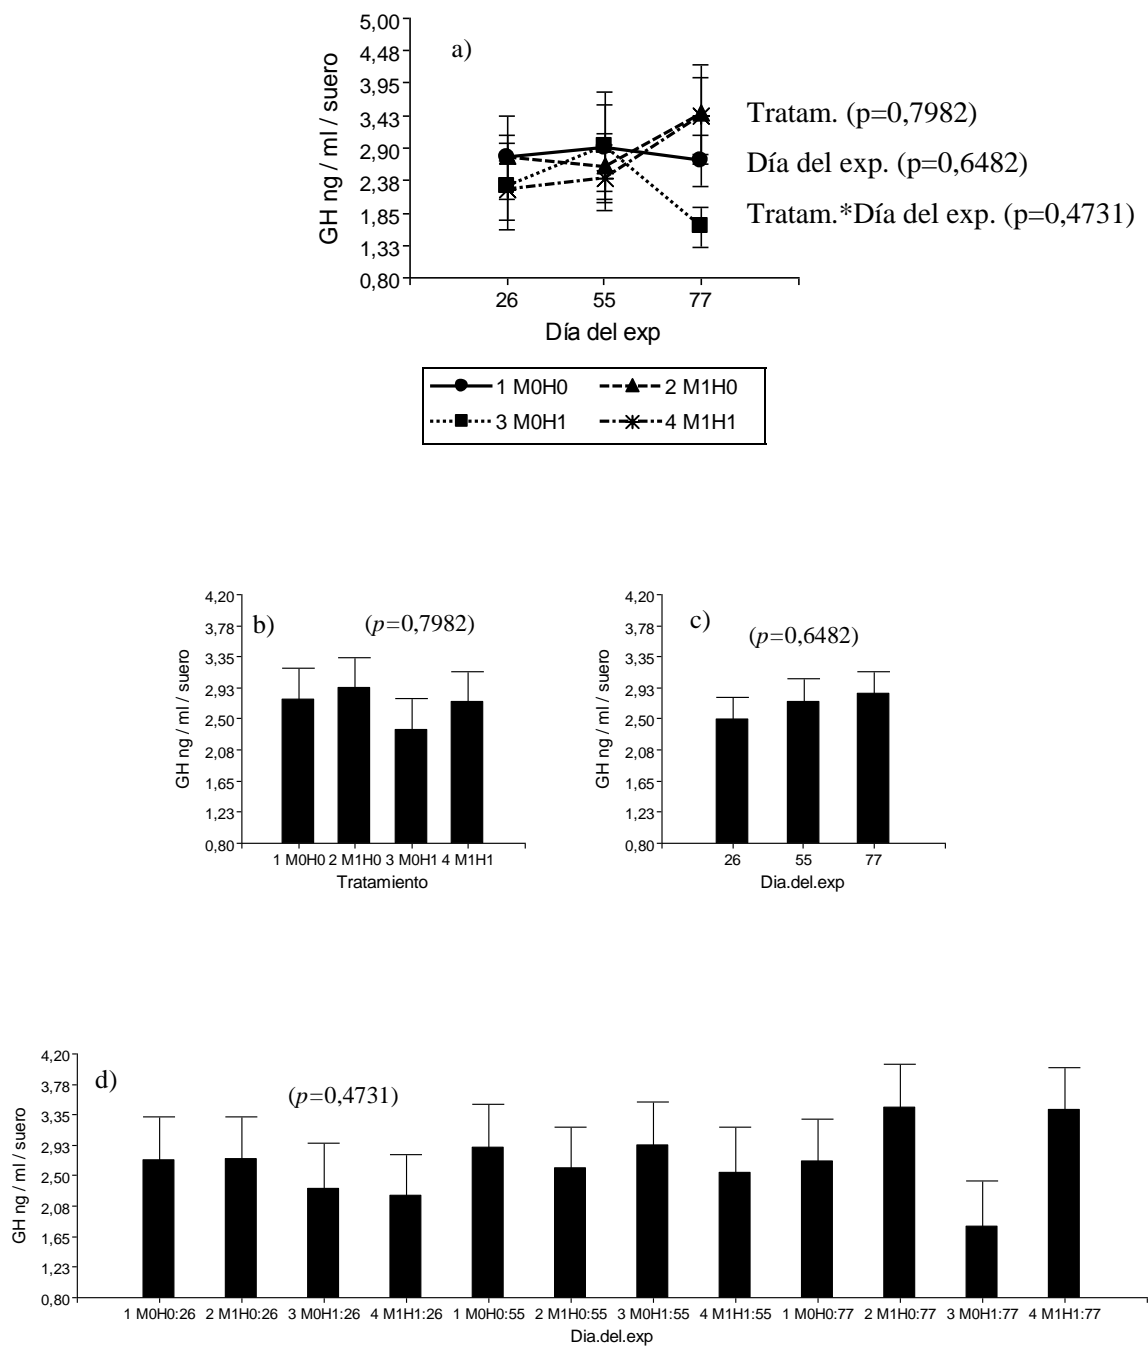 5,00
4,48
3,95
3,43
2,90
2,38
1,85
1,33
0,80
GH ng / ml / suero
a)
Tratam. (p=0,7982)
Día del exp. (p=0,6482)
Tratam.*Día del exp. (p=0,4731)
26 55 77
Día del exp
1 M0H0 2 M1H0
3 M0H1 4 M1H1
4,20
3,78
3,35
2,93
2,50
2,08
1,65
1,23
0,80
GH ng / ml / suero
b)
(p=0,7982)
1 M0H0 2 M1H0 3 M0H1 4 M1H1
Tratamiento
4,20
3,78
3,35
2,93
2,50
2,08
1,65
1,23
0,80
GH ng / ml / suero
c)
(p=0,6482)
26 55 77
Dia.del.exp
4,20
3,78
3,35
2,93
2,50
2,08
1,65
1,23
0,80
GH ng / ml / suero
d)
(p=0,4731)
1 M0H0:26 2 M1H0:26 3 M0H1:26 4 M1H1:26 1 M0H0:55 2 M1H0:55 3 M0H1:55 4 M1H1:55 1 M0H0:77 2 M1H0:77 3 M0H1:77 4 M1H1:77
Dia.del.exp